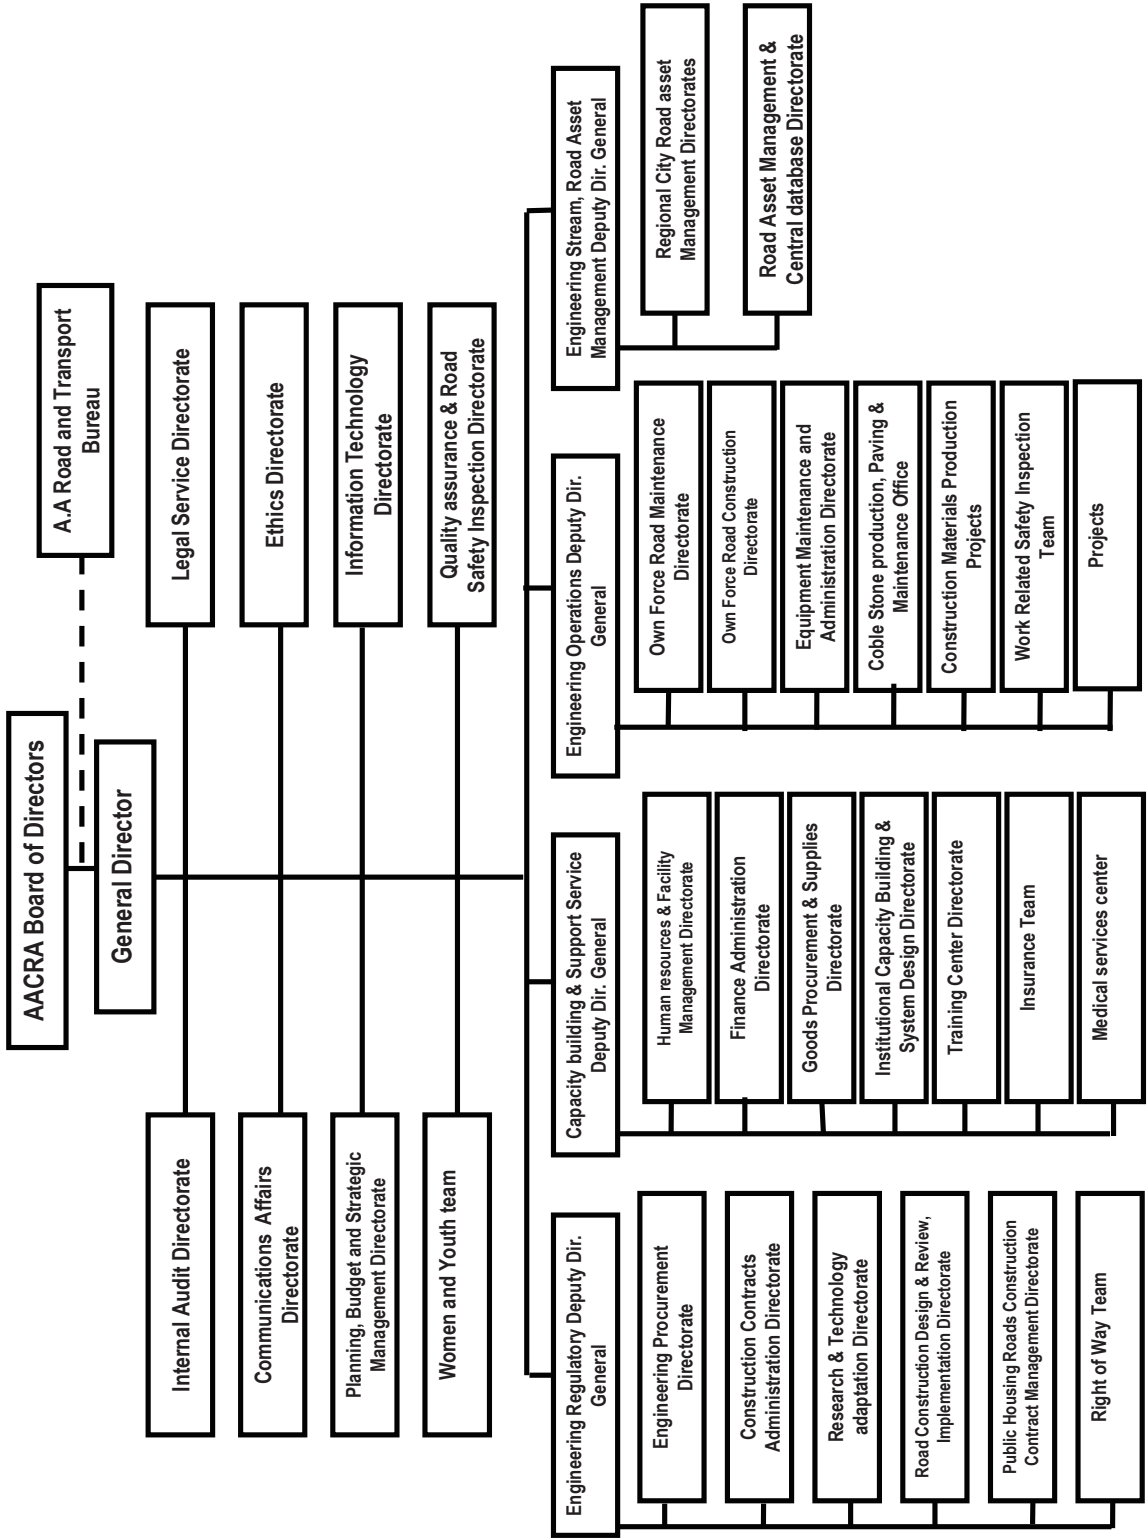 AACRA Board of Directors
A.A Road and Transport
Bureau
General Director
Internal Audit Directorate
Legal Service Directorate
Communications Affairs
Directorate
Ethics Directorate
Planning, Budget and Strategic
Management Directorate
Information Technology
Directorate
Women and Youth team
Quality assurance & Road
Safety Inspection Directorate
Engineering Regulatory Deputy Dir.
General
Engineering Procurement
Directorate
Construction Contracts
Administration Directorate
Research & Technology
adaptation Directorate
Road Construction Design & Review,
Implementation Directorate
Public Housing Roads Construction
Contract Management Directorate
Right of Way Team
Capacity building & Support Service
Deputy Dir. General
Human resources & Facility
Management Directorate
Finance Administration
Directorate
Goods Procurement & Supplies
Directorate
Institutional Capacity Building &
System Design Directorate
Training Center Directorate
Insurance Team
Medical services center
Engineering Operations Deputy Dir.
General
Own Force Road Maintenance
Directorate
Own Force Road Construction
Directorate
Equipment Maintenance and
Administration Directorate
Coble Stone production, Paving &
Maintenance Office
Construction Materials Production
Projects
Work Related Safety Inspection
Team
Projects
Engineering Stream, Road Asset
Management Deputy Dir. General
Regional City Road asset
Management Directorates
Road Asset Management &
Central database Directorate